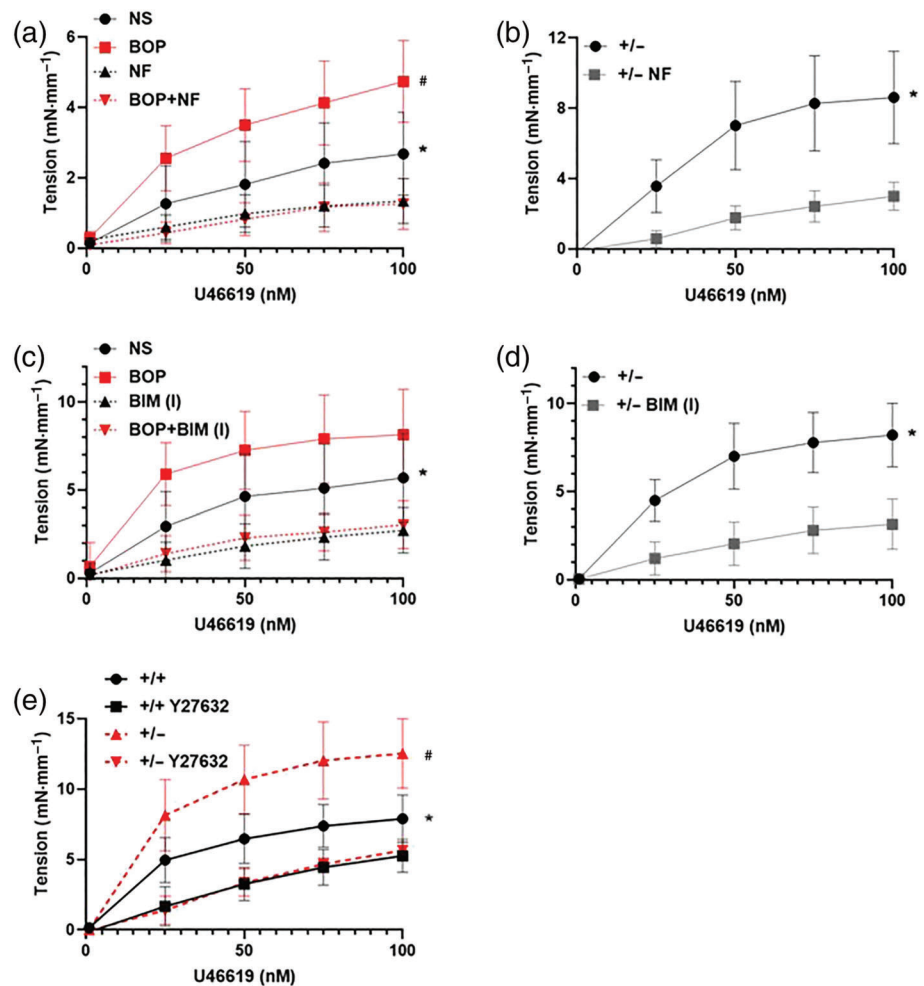 (a)
NS
BOP
NF
BOP+NF
Tension (mN·mm⁻¹)
6
4
2
0
#
*
0 50 100
U46619 (nM)
(b)
+/−
+/− NF
Tension (mN·mm⁻¹)
12
8
4
0
*
0 50 100
U46619 (nM)
(c)
NS
BOP
BIM (I)
BOP+BIM (I)
Tension (mN·mm⁻¹)
10
5
0
*
0 50 100
U46619 (nM)
(d)
+/−
+/− BIM (I)
Tension (mN·mm⁻¹)
10
5
0
*
0 50 100
U46619 (nM)
(e)
+/+
+/+ Y27632
+/−
+/− Y27632
Tension (mN·mm⁻¹)
15
10
5
0
#
*
0 50 100
U46619 (nM)